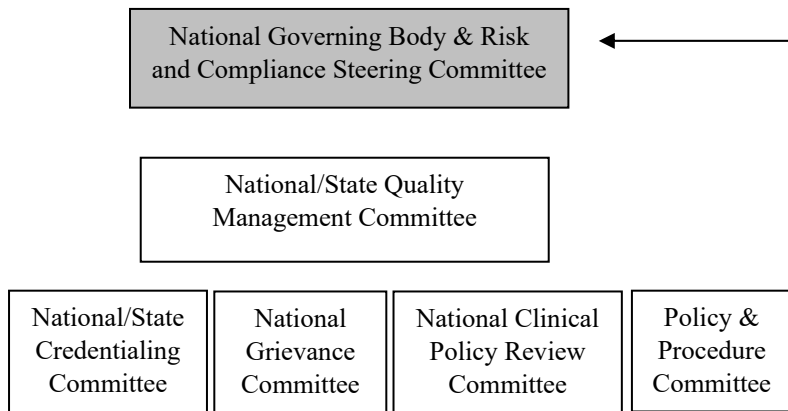 National Governing Body & Risk
and Compliance Steering Committee
National/State Quality
Management Committee
National/State
Credentialing
Committee
National
Grievance
Committee
National Clinical
Policy Review
Committee
Policy &
Procedure
Committee